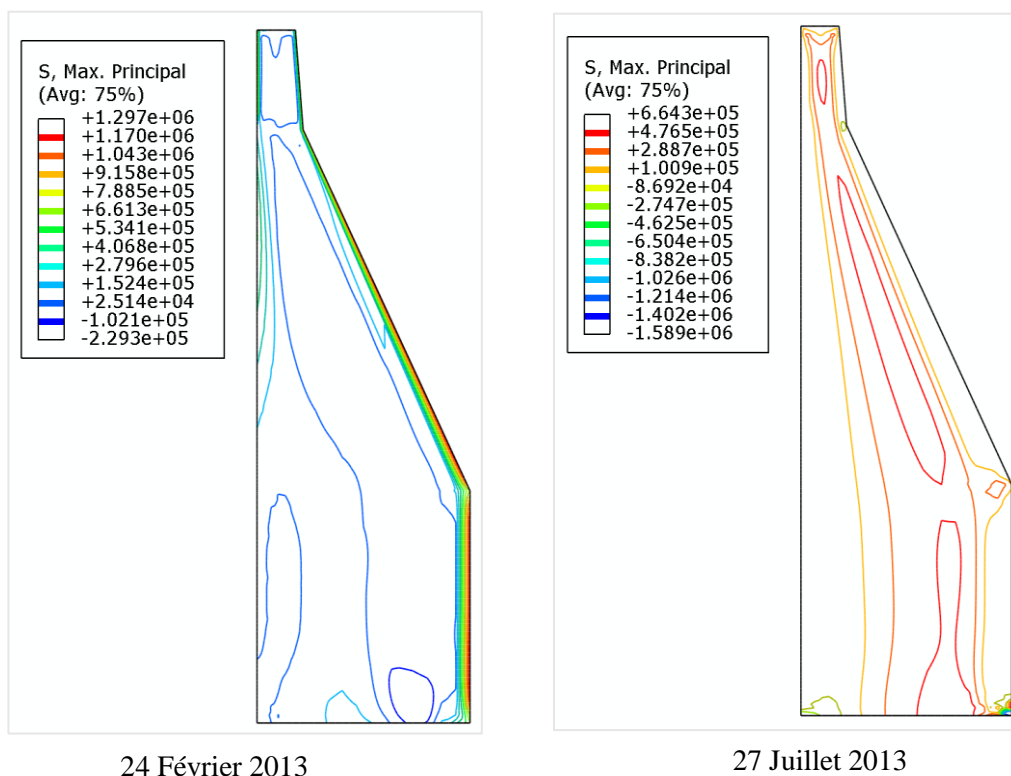 S, Max. Principal
(Avg: 75%)
+1.297e+06
+1.170e+06
+1.043e+06
+9.158e+05
+7.885e+05
+6.613e+05
+5.341e+05
+4.068e+05
+2.796e+05
+1.524e+05
+2.514e+04
-1.021e+05
-2.293e+05
24 Février 2013
S, Max. Principal
(Avg: 75%)
+6.643e+05
+4.765e+05
+2.887e+05
+1.009e+05
-8.692e+04
-2.747e+05
-4.625e+05
-6.504e+05
-8.382e+05
-1.026e+06
-1.214e+06
-1.402e+06
-1.589e+06
27 Juillet 2013